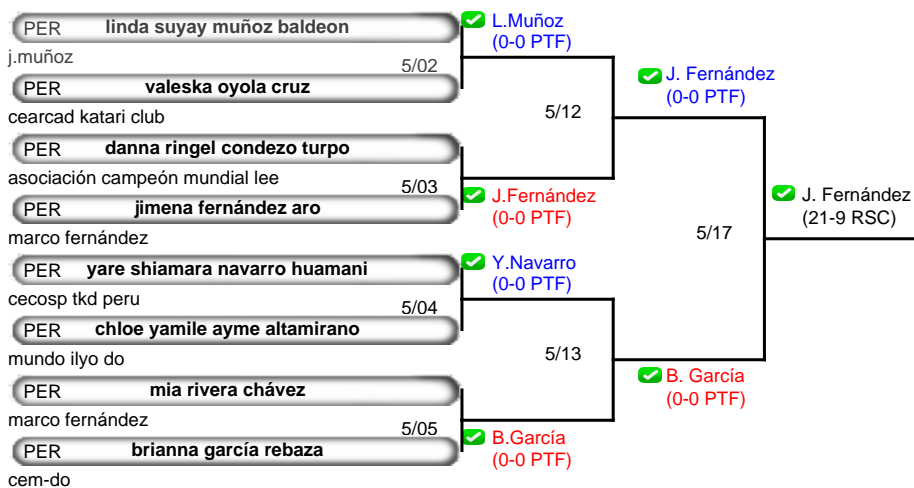 PER linda suyay muñoz baldeon
j.muñoz
5/02
PER valeska oyola cruz
cearcad katari club
PER danna ringel condezo turpo
asociación campeón mundial lee
5/03
PER jimena fernández aro
marco fernández
PER yare shiamara navarro huamani
cecosp tkd peru
5/04
PER chloe yamile ayme altamirano
mundo ilyo do
PER mia rivera chávez
marco fernández
5/05
PER brianna garcía rebaza
cem-do
L.Muñoz
(0-0 PTF)
5/12
J.Fernández
(0-0 PTF)
Y.Navarro
(0-0 PTF)
5/13
B.García
(0-0 PTF)
J. Fernández
(0-0 PTF)
5/17
B. García
(0-0 PTF)
J. Fernández
(21-9 RSC)